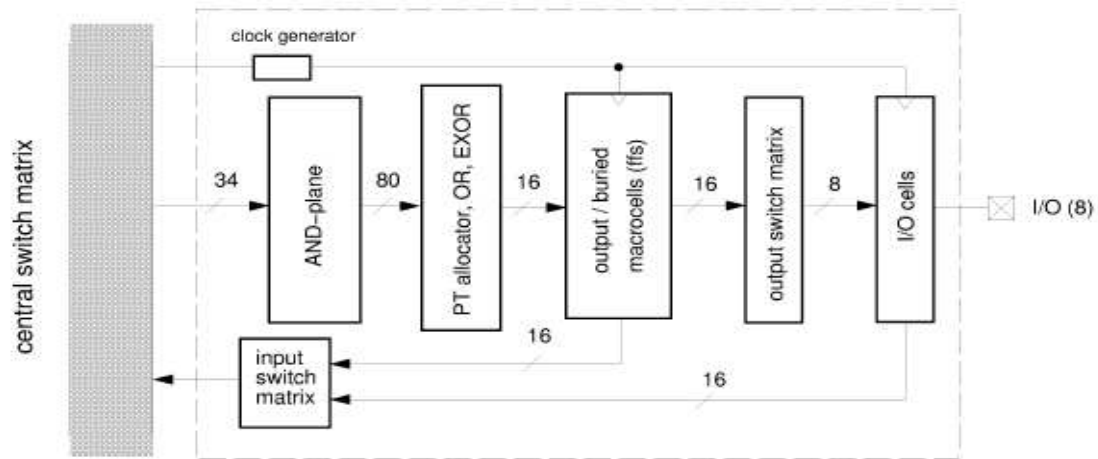 clock generator
central switch matrix
34
AND-plane
80
PT allocator, OR, EXOR
16
output / buried
macrocells (ffs)
16
output switch matrix
8
I/O cells
I/O (8)
input
switch
matrix
16
16